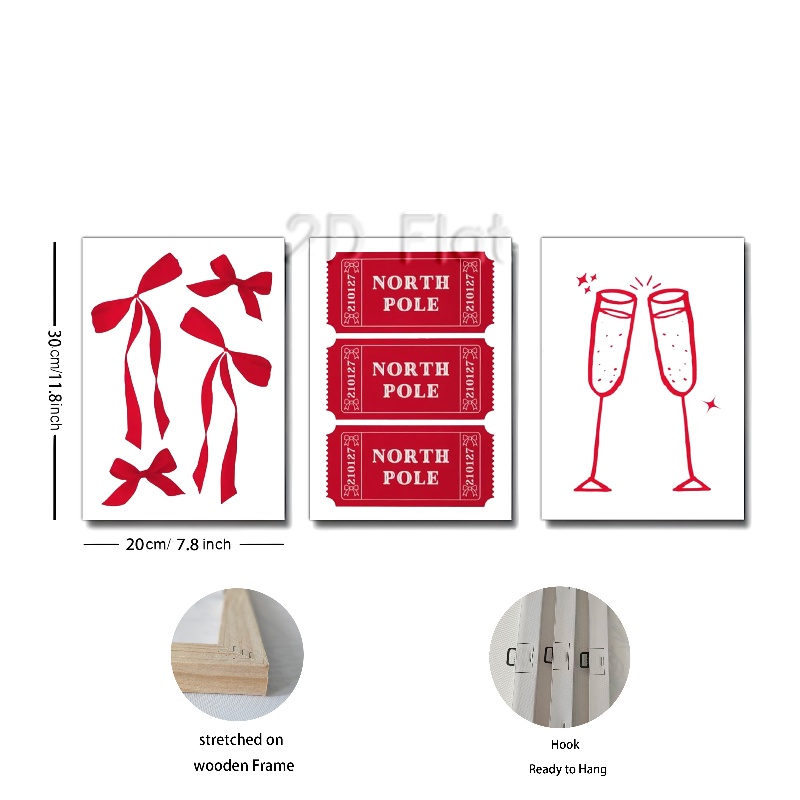 2D Flat
NORTH
POLE
210127
210127
NORTH
POLE
210127
210127
NORTH
POLE
210127
210127
30cm/11.8inch
20cm/ 7.8 inch
stretched on
wooden Frame
Hook
Ready to Hang